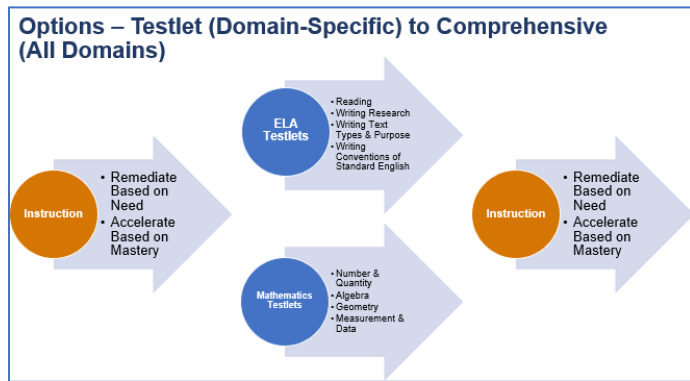 Options – Testlet (Domain-Specific) to Comprehensive
(All Domains)
Instruction
• Remediate
Based on
Need
• Accelerate
Based on
Mastery
ELA
Testlets
• Reading
• Writing Research
• Writing Text
Types & Purpose
• Writing
Conventions of
Standard English
Mathematics
Testlets
• Number &
Quantity
• Algebra
• Geometry
• Measurement &
Data
Instruction
• Remediate
Based on
Need
• Accelerate
Based on
Mastery